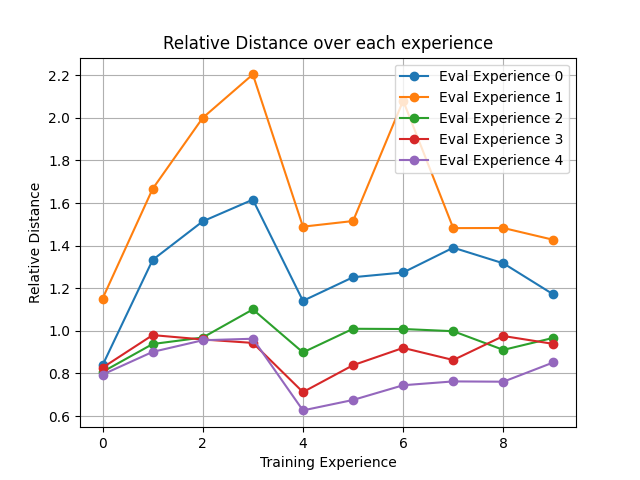 Relative Distance over each experience
Eval Experience 0
Eval Experience 1
Eval Experience 2
Eval Experience 3
Eval Experience 4
Relative Distance
2.2
2.0
1.8
1.6
1.4
1.2
1.0
0.8
0.6
0 2 4 6 8
Training Experience